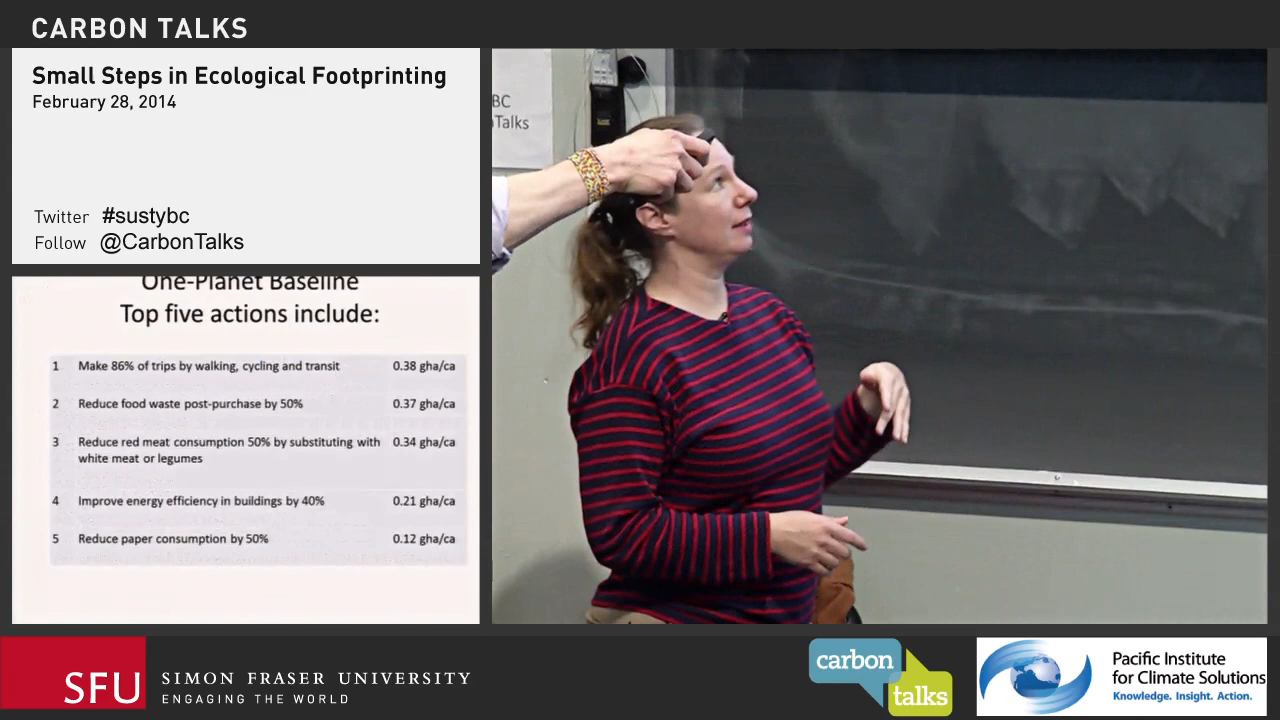 CARBON TALKS
Small Steps in Ecological Footprinting
February 28, 2014
Twitter #sustybc
Follow @CarbonTalks
One-Planet Baseline
Top five actions include:
1 Make 86% of trips by walking, cycling and transit 0.38 gha/ca
2 Reduce food waste post-purchase by 50% 0.37 gha/ca
3 Reduce red meat consumption 50% by substituting with 0.34 gha/ca
white meat or legumes
4 Improve energy efficiency in buildings by 40% 0.21 gha/ca
5 Reduce paper consumption by 50% 0.12 gha/ca
BC
Talks
SFU
SIMON FRASER UNIVERSITY
ENGAGING THE WORLD
carbon
talks
Pacific Institute
for Climate Solutions
Knowledge. Insight. Action.